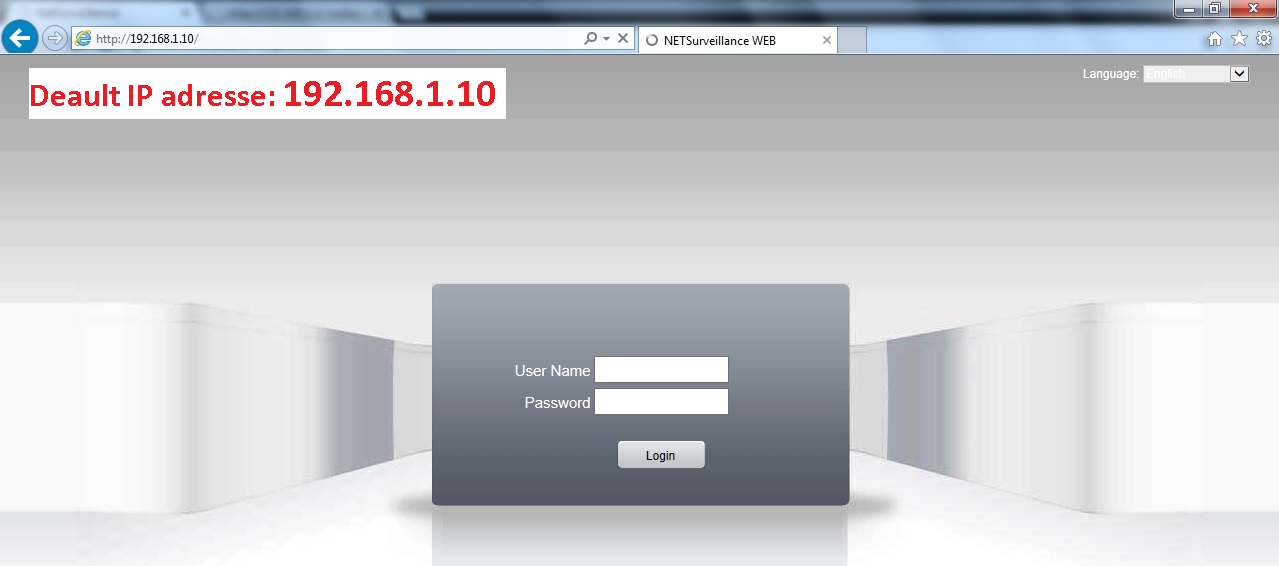 http://192.168.1.10/
NETSurveillance WEB
Deault IP adresse: 192.168.1.10
Language: English
User Name
Password
Login